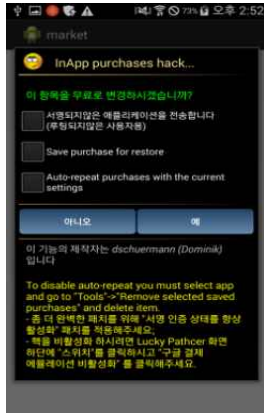 73% 오후 2:52
market
InApp purchases hack...
이 항목을 무료로 변경하시겠습니까?
서명되지않은 애플리케이션을 전송합니다
(루팅되지않은 사용자용)
Save purchase for restore
Auto-repeat purchases with the current
settings
아니오
예
이 기능의 제작자는 dschuermann (Dominik)
입니다
To disable auto-repeat you must select app
and go to "Tools"->"Remove selected saved
purchases" and delete item.
- 좀 더 완벽한 패치를 위해 "서명 인증 상태를 항상
활성화" 패치를 적용해주세요;
- 핵을 비활성화 하시려면 Lucky Pathcer 화면
하단에 "스위치"를 클릭하시고 "구글 결제
에뮬레이션 비활성화" 를 클릭해주세요.